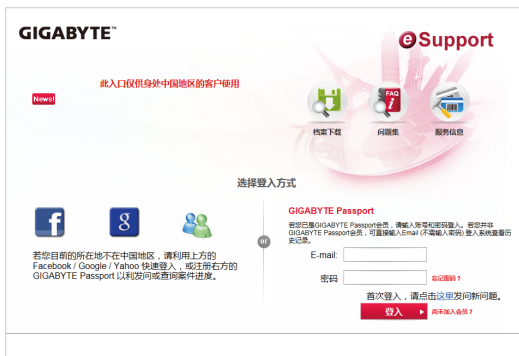 GIGABYTE™
eSupport
此入口仅供身处中国地区的客户使用
News!
FAQ
档案下载
问题集
服务信息
选择登入方式
f
8
or
若您目前的所在地不在中国地区，请利用上方的
Facebook / Google / Yahoo 快速登入，或注册右方的
GIGABYTE Passport 以利发问或查询案件进度。
GIGABYTE Passport
若您已是GIGABYTE Passport会员，请输入账号和密码登入。若您并非
GIGABYTE Passport会员，可直接输入Email (不需输入密码) 登入系统查看历
史记录。
E-mail:
密码
忘记密码？
首次登入，请点击这里发问新问题。
登入
尚未加入会员？